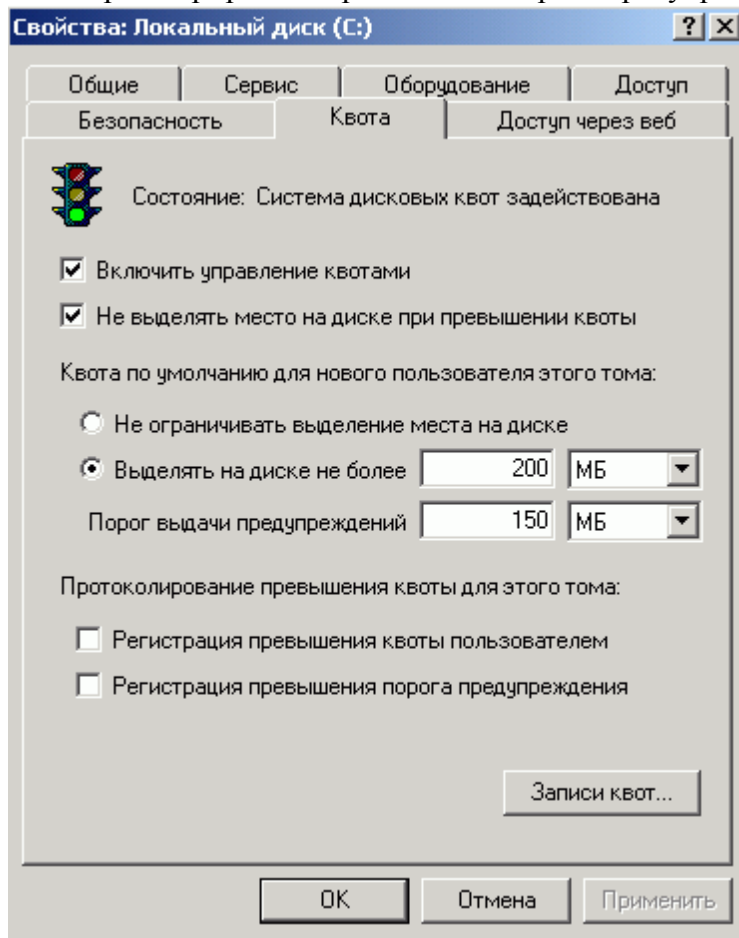 Свойства: Локальный диск (C:)
Общие Сервис Оборудование Доступ
Безопасность Квота Доступ через веб
Состояние: Система дисковых квот задействована
Включить управление квотами
Не выделять место на диске при превышении квоты
Квота по умолчанию для нового пользователя этого тома:
Не ограничивать выделение места на диске
Выделять на диске не более 200 МБ
Порог выдачи предупреждений 150 МБ
Протоколирование превышения квоты для этого тома:
Регистрация превышения квоты пользователем
Регистрация превышения порога предупреждения
Записи квот...
OK Отмена Применить